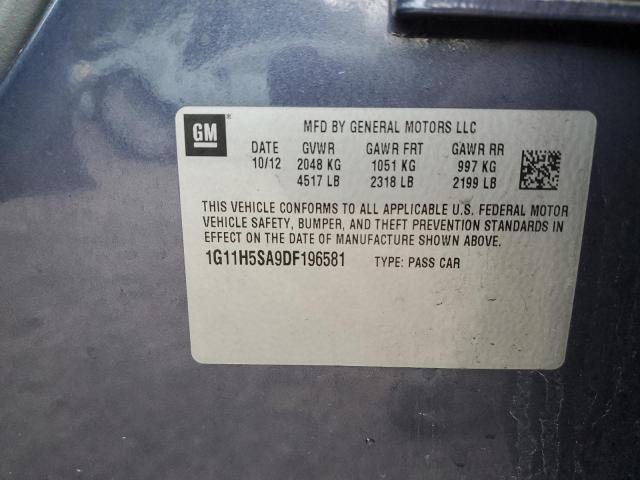 GM
MFD BY GENERAL MOTORS LLC
DATE GVWR GAWR FRT GAWR RR
10/12 2048 KG 1051 KG 997 KG
4517 LB 2318 LB 2199 LB
THIS VEHICLE CONFORMS TO ALL APPLICABLE U.S. FEDERAL MOTOR
VEHICLE SAFETY, BUMPER, AND THEFT PREVENTION STANDARDS IN
EFFECT ON THE DATE OF MANUFACTURE SHOWN ABOVE.
1G11H5SA9DF196581 TYPE: PASS CAR